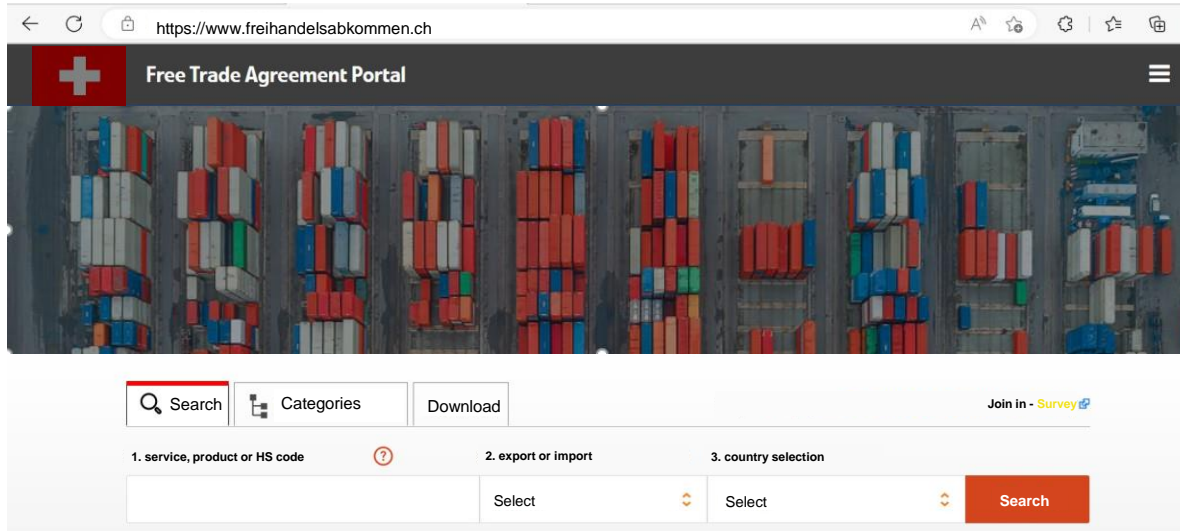 https://www.freihandelsabkommen.ch
Free Trade Agreement Portal
Search
Categories
Download
Join in - Survey
1. service, product or HS code
2. export or import
3. country selection
Select
Select
Search